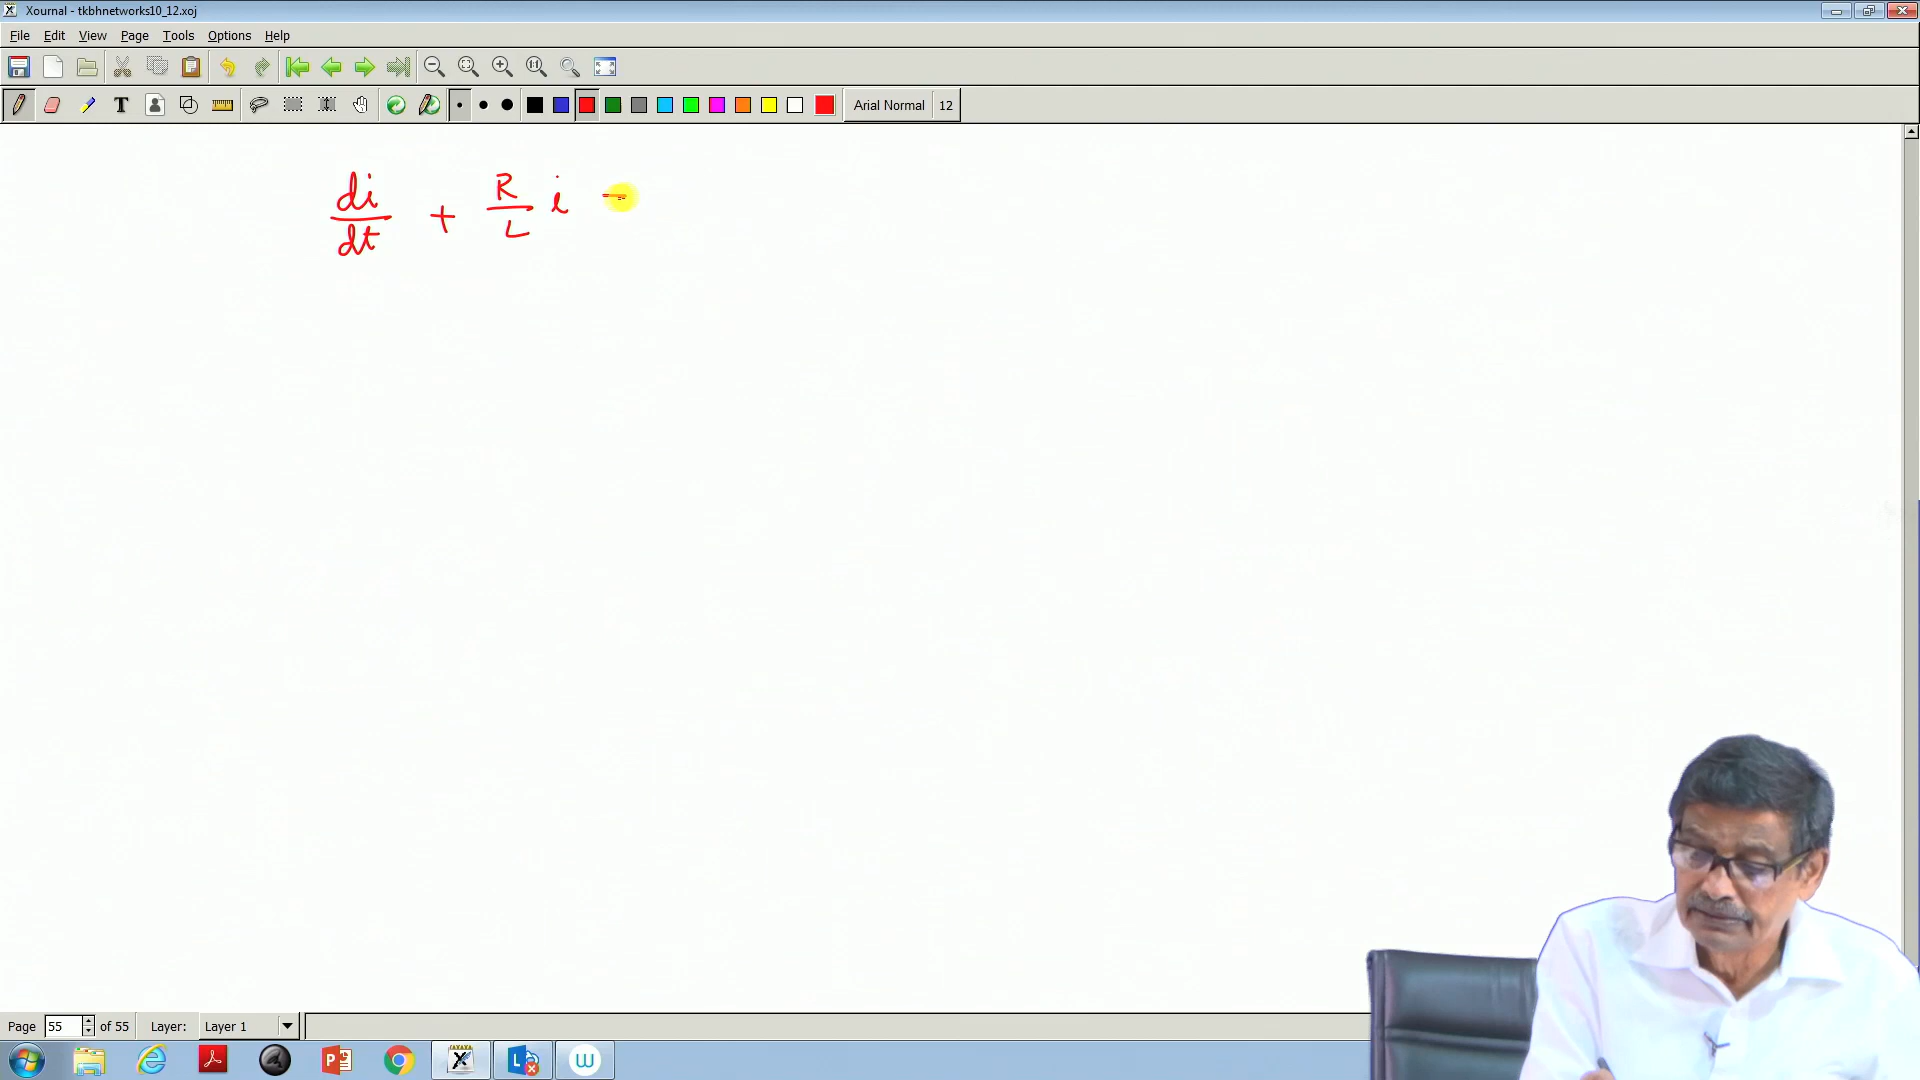 Xournal - tkbhnetworks10_12.xoj
File Edit View Page Tools Options Help
T Arial Normal 12
di/dt + R/L i =
Page 55 of 55 Layer: Layer 1